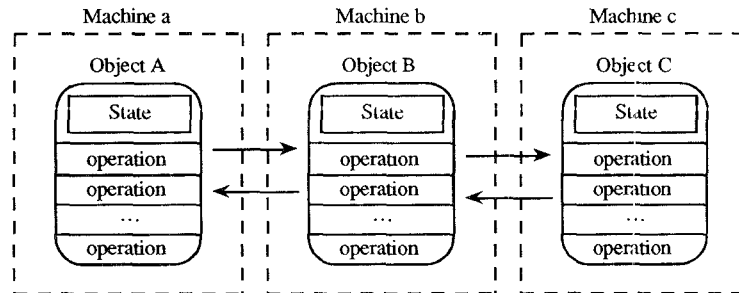 Machine a Machine b Machine c
Object A Object B Object C
State State State
operation operation operation
operation operation operation
... ... ...
operation operation operation